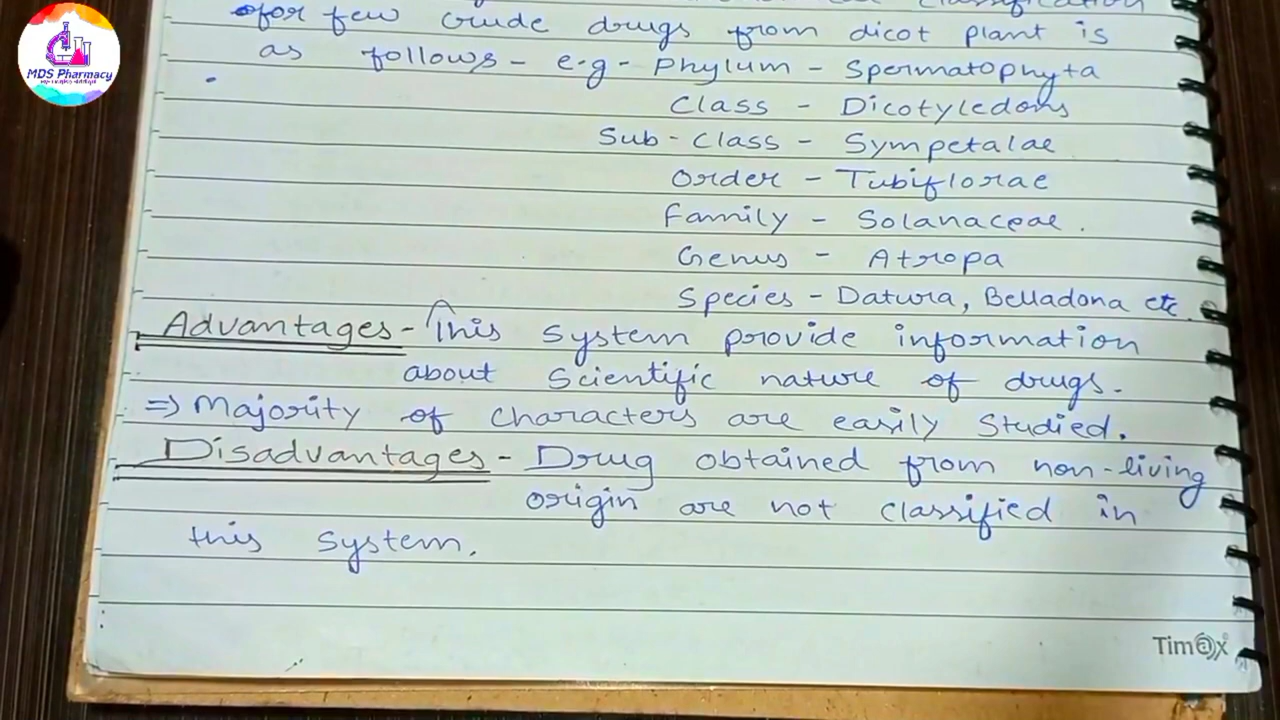 classification
for few crude drugs from dicot plant is
as follows - e.g - Phylum - Spermatophyta
Class - Dicotyledons
Sub-Class - Sympetalae
Order - Tubiflorae
Family - Solanaceae.
Genus - Atropa
Species - Datura, Belladona etc.
Advantages - This system provide information
about scientific nature of drugs.
=> Majority of characters are easily studied.
Disadvantages - Drug obtained from non-living
origin are not classified in
this system.
MDS Pharmacy
Timax